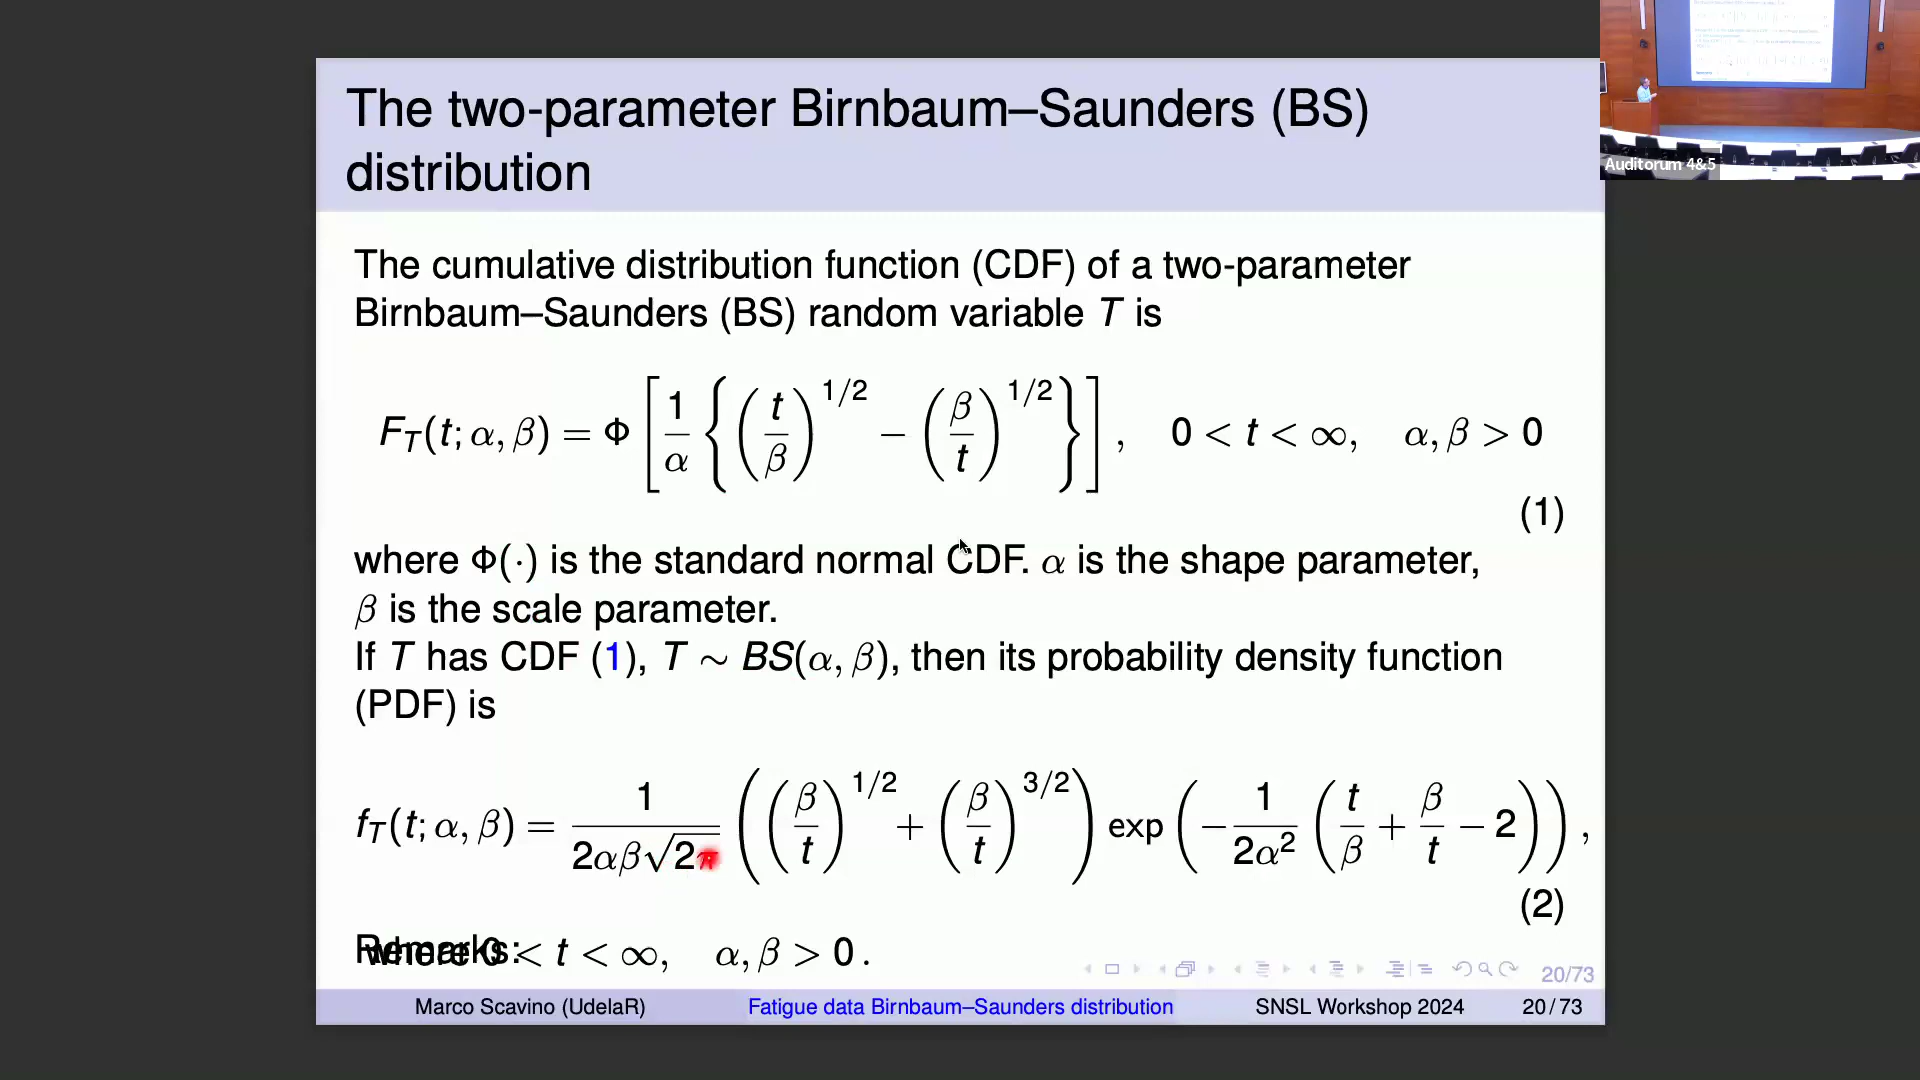 The two-parameter Birnbaum–Saunders (BS)
distribution
Auditorum 4&5
The cumulative distribution function (CDF) of a two-parameter
Birnbaum–Saunders (BS) random variable T is
F_T(t; α, β) = Φ [ 1/α { (t/β)^{1/2} − (β/t)^{1/2} } ] , 0 < t < ∞, α, β > 0
(1)
where Φ(·) is the standard normal CDF. α is the shape parameter,
β is the scale parameter.
If T has CDF (1), T ∼ BS(α, β), then its probability density function
(PDF) is
f_T(t; α, β) = 1/(2αβ√2π) ( (β/t)^{1/2} + (β/t)^{3/2} ) exp ( − 1/(2α²) ( t/β + β/t − 2 ) ) ,
(2)
Remarks:
where 0 < t < ∞, α, β > 0 .
20/73
Marco Scavino (UdelaR) Fatigue data Birnbaum–Saunders distribution SNSL Workshop 2024 20 / 73